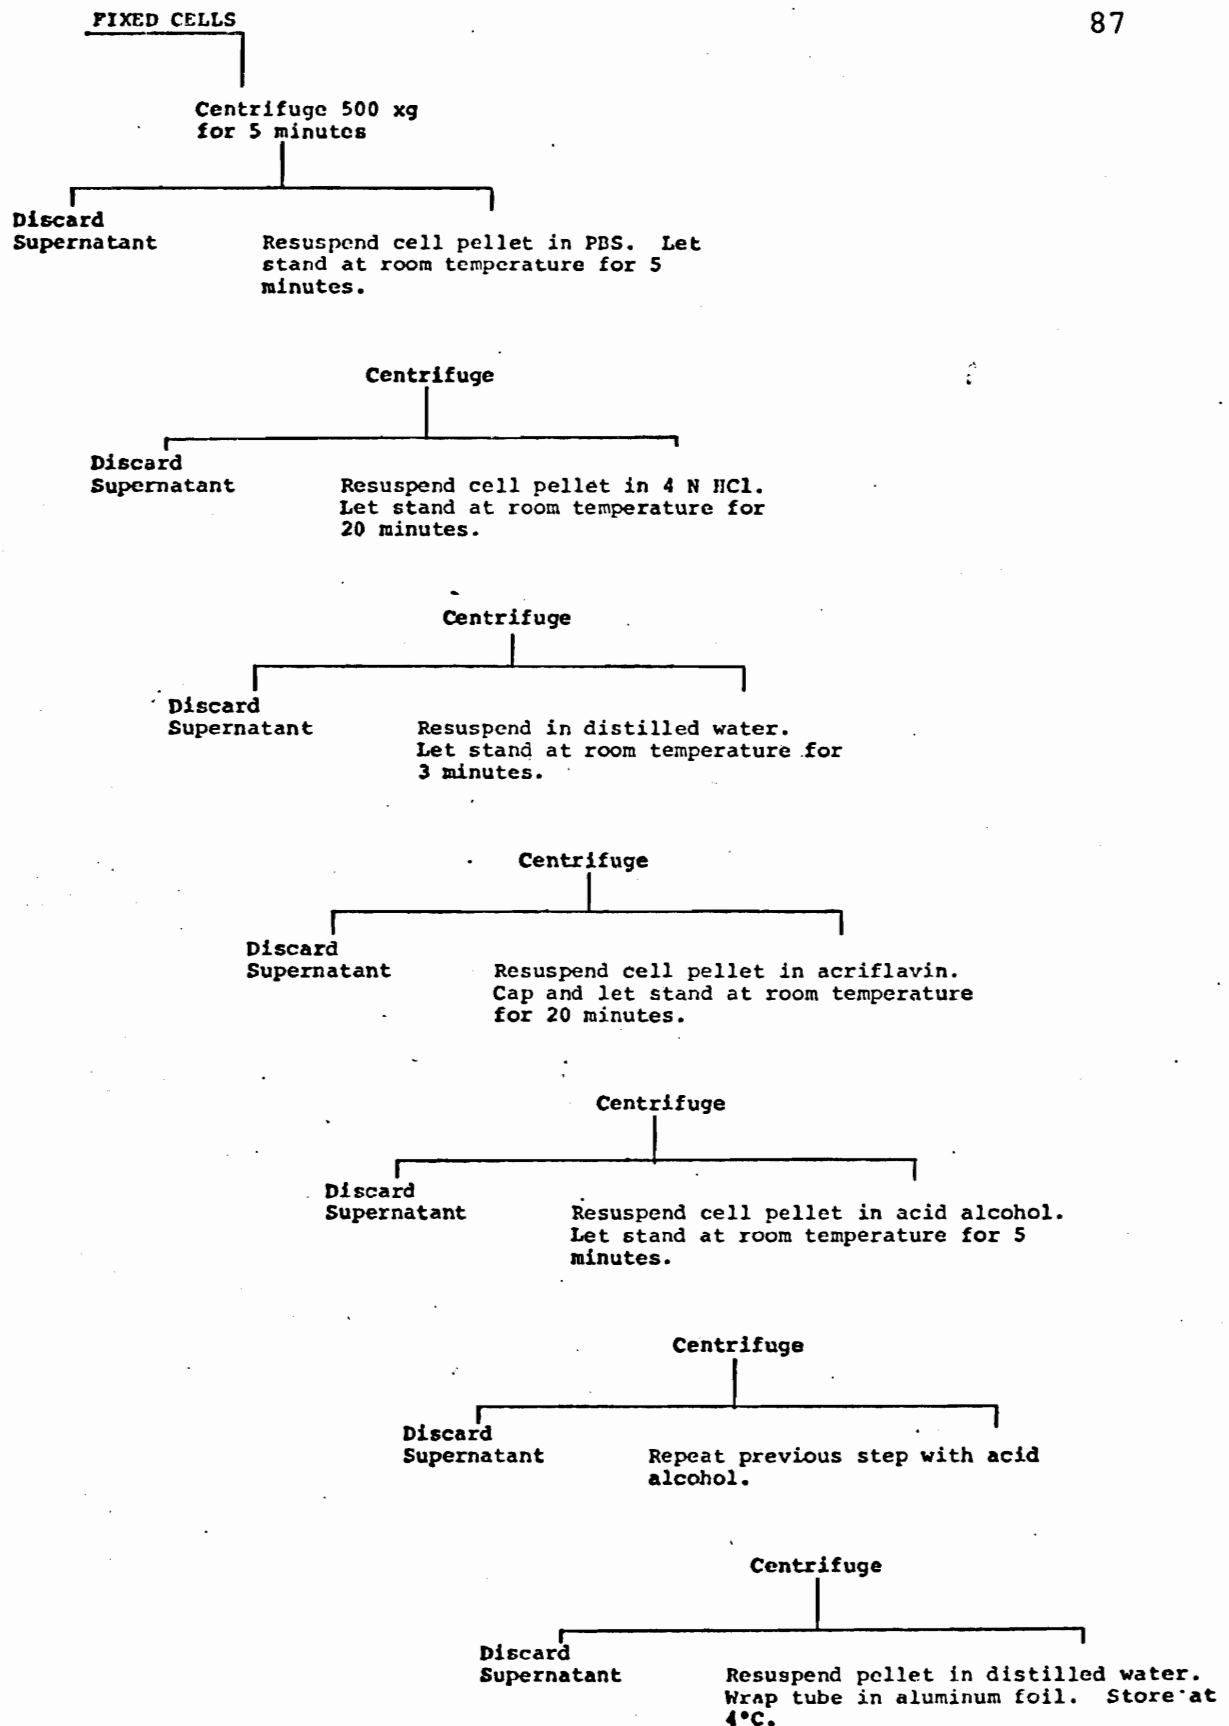 87
FIXED CELLS
Centrifuge 500 xg
for 5 minutes
Discard
Supernatant
Resuspend cell pellet in PBS. Let
stand at room temperature for 5
minutes.
Centrifuge
Discard
Supernatant
Resuspend cell pellet in 4 N HCl.
Let stand at room temperature for
20 minutes.
Centrifuge
Discard
Supernatant
Resuspend in distilled water.
Let stand at room temperature for
3 minutes.
Centrifuge
Discard
Supernatant
Resuspend cell pellet in acriflavin.
Cap and let stand at room temperature
for 20 minutes.
Centrifuge
Discard
Supernatant
Resuspend cell pellet in acid alcohol.
Let stand at room temperature for 5
minutes.
Centrifuge
Discard
Supernatant
Repeat previous step with acid
alcohol.
Centrifuge
Discard
Supernatant
Resuspend pellet in distilled water.
Wrap tube in aluminum foil. Store at
4°C.